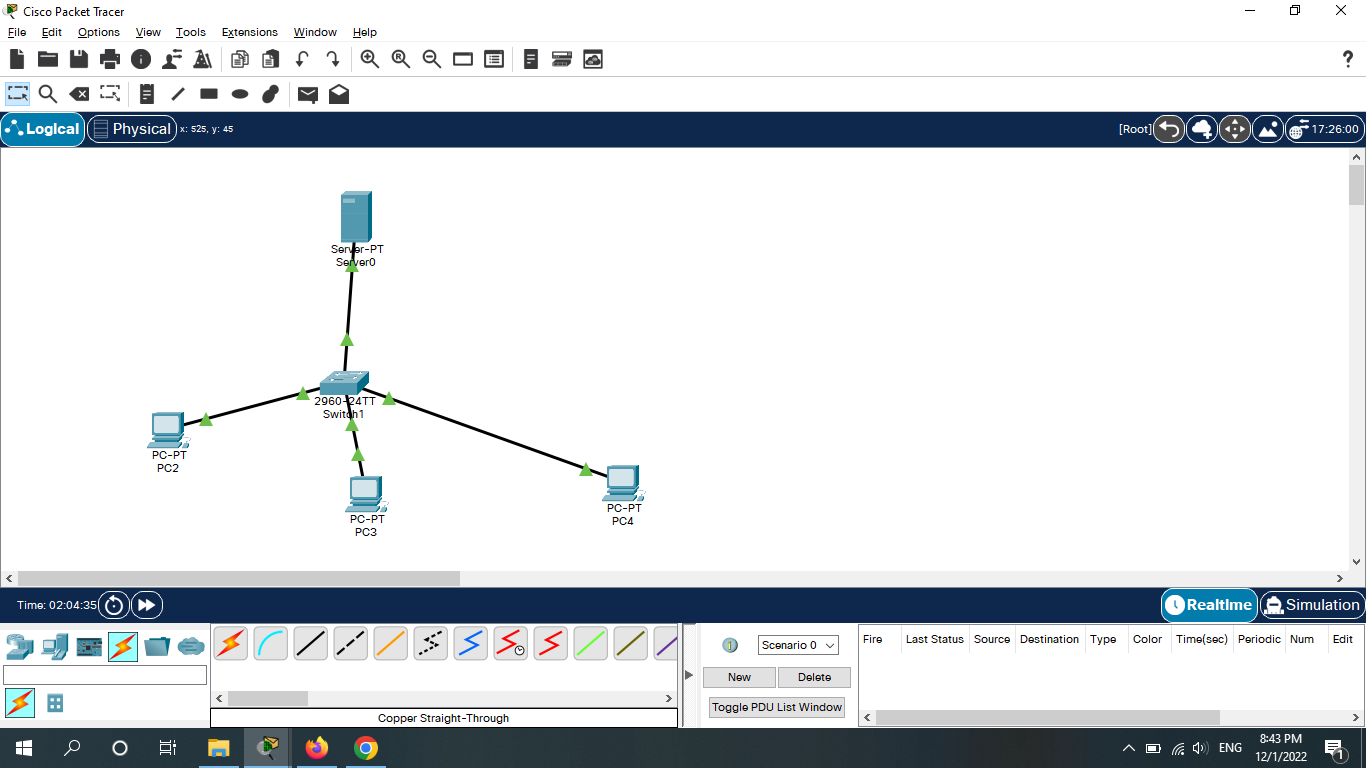 Cisco Packet Tracer
File Edit Options View Tools Extensions Window Help
Logical Physical x: 525, y: 45 [Root] 17:26:00
Server-PT
Server0
2960-24TT
Switch1
PC-PT
PC2
PC-PT
PC3
PC-PT
PC4
Time: 02:04:35 Realtime Simulation
Scenario 0
New Delete
Toggle PDU List Window
Fire Last Status Source Destination Type Color Time(sec) Periodic Num Edit
Copper Straight-Through
ENG
8:43 PM
12/1/2022
1